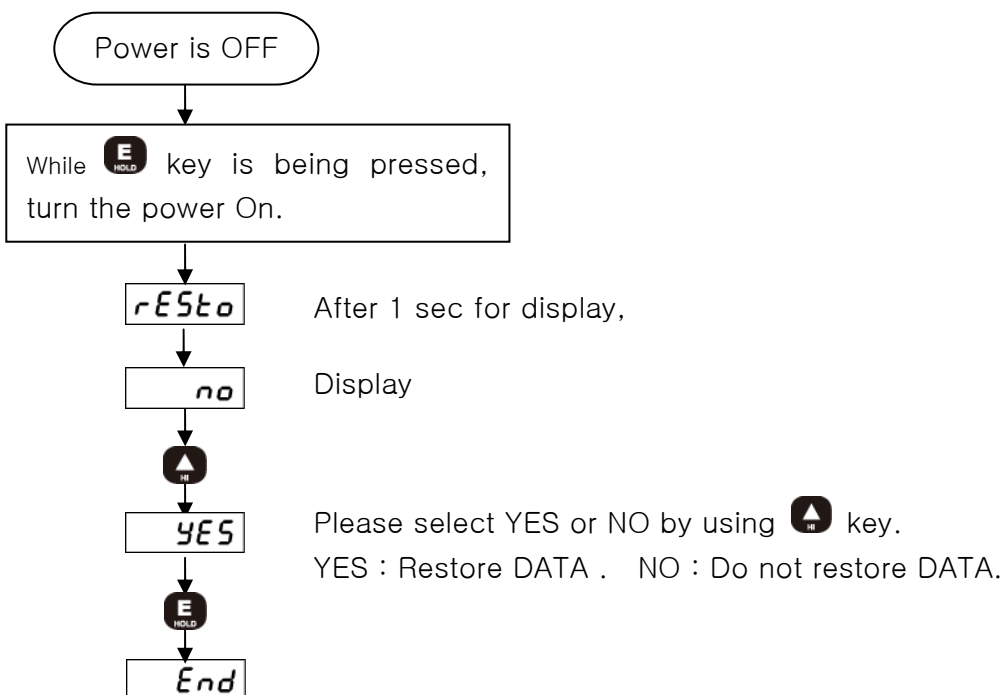 Power is OFF
While E HOLD key is being pressed,
turn the power On.
rESto After 1 sec for display,
no Display
HI
YES Please select YES or NO by using HI key.
YES : Restore DATA . NO : Do not restore DATA.
E
HOLD
End